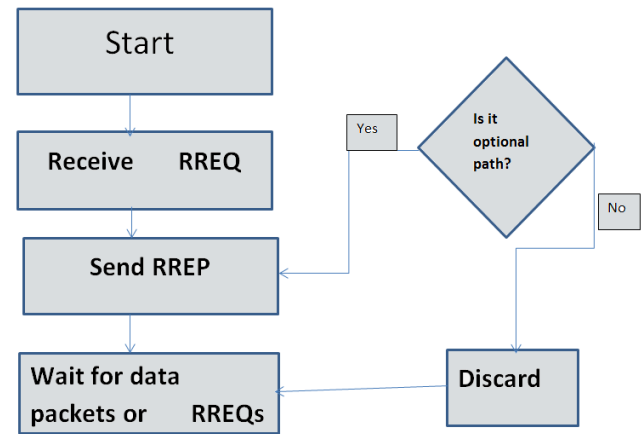 Start
Receive RREQ
Send RREP
Wait for data
packets or RREQs
Yes
Is it
optional
path?
No
Discard